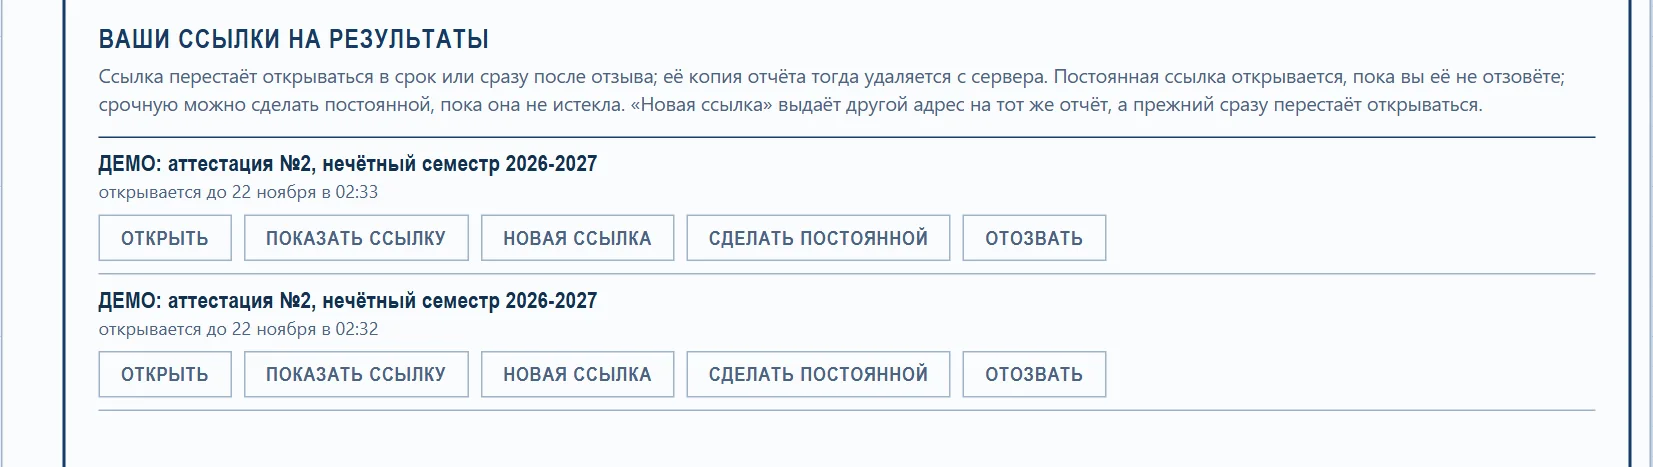 ВАШИ ССЫЛКИ НА РЕЗУЛЬТАТЫ
Ссылка перестаёт открываться в срок или сразу после отзыва; её копия отчёта тогда удаляется с сервера. Постоянная ссылка открывается, пока вы её не отзовёте;
срочную можно сделать постоянной, пока она не истекла. «Новая ссылка» выдаёт другой адрес на тот же отчёт, а прежний сразу перестаёт открываться.
ДЕМО: аттестация №2, нечётный семестр 2026-2027
открывается до 22 ноября в 02:33
ОТКРЫТЬ ПОКАЗАТЬ ССЫЛКУ НОВАЯ ССЫЛКА СДЕЛАТЬ ПОСТОЯННОЙ ОТОЗВАТЬ
ДЕМО: аттестация №2, нечётный семестр 2026-2027
открывается до 22 ноября в 02:32
ОТКРЫТЬ ПОКАЗАТЬ ССЫЛКУ НОВАЯ ССЫЛКА СДЕЛАТЬ ПОСТОЯННОЙ ОТОЗВАТЬ